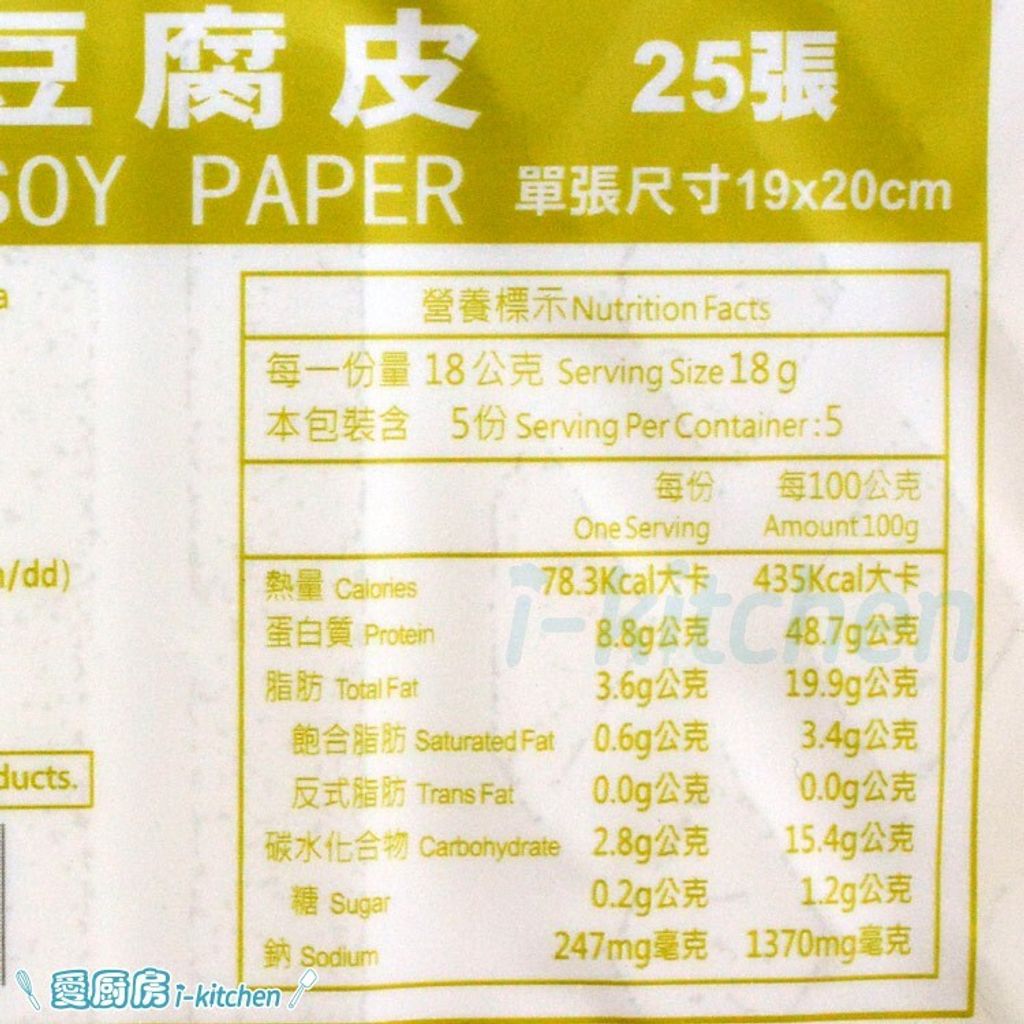 豆腐皮 25張
SOY PAPER 單張尺寸19x20cm
營養標示Nutrition Facts
每一份量 18公克 Serving Size 18 g
本包裝含 5份 Serving Per Container : 5
每份 每100公克
One Serving Amount 100g
熱量 Calories 78.3Kcal大卡 435Kcal大卡
蛋白質 Protein 8.8g公克 48.7g公克
脂肪 Total Fat 3.6g公克 19.9g公克
飽合脂肪 Saturated Fat 0.6g公克 3.4g公克
反式脂肪 Trans Fat 0.0g公克 0.0g公克
碳水化合物 Carbohydrate 2.8g公克 15.4g公克
糖 Sugar 0.2g公克 1.2g公克
鈉 Sodium 247mg毫克 1370mg毫克
/dd)
ducts.
i-kitchen
愛廚房 i-kitchen